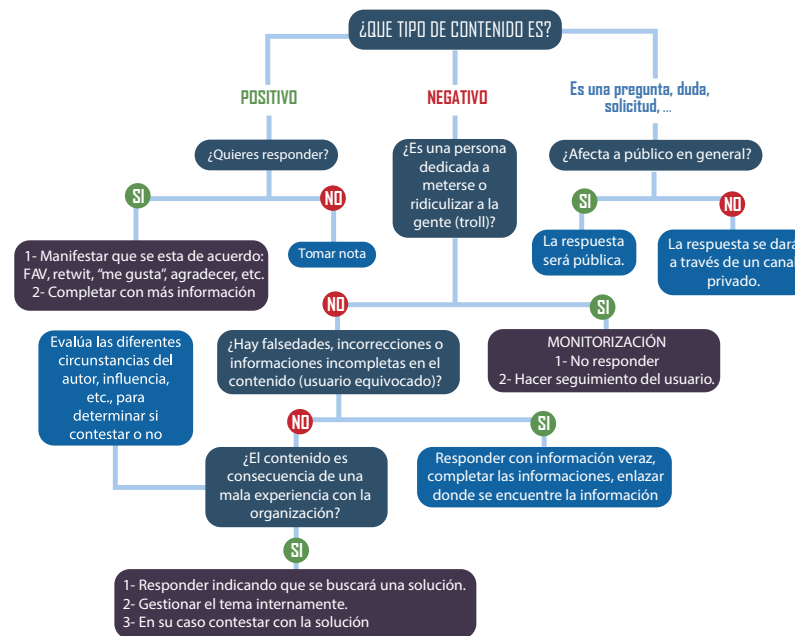 ¿QUE TIPO DE CONTENIDO ES?
POSITIVO
NEGATIVO
Es una pregunta, duda,
solicitud, ...
¿Quieres responder?
¿Es una persona
dedicada a
meterse o
ridiculizar a la
gente (troll)?
¿Afecta a público en general?
SI
NO
SI
NO
1- Manifestar que se esta de acuerdo:
FAV, retwit, “me gusta”, agradecer, etc.
2- Completar con más información
Tomar nota
La respuesta
será pública.
La respuesta se dará
a través de un canal
privado.
NO
SI
Evalúa las diferentes
circunstancias del
autor, influencia,
etc., para
determinar si
contestar o no
¿Hay falsedades, incorrecciones o
informaciones incompletas en el
contenido (usuario equivocado)?
MONITORIZACIÓN
1- No responder
2- Hacer seguimiento del usuario.
NO
SI
¿El contenido es
consecuencia de una
mala experiencia con la
organización?
Responder con información veraz,
completar las informaciones, enlazar
donde se encuentre la información
SI
1- Responder indicando que se buscará una solución.
2- Gestionar el tema internamente.
3- En su caso contestar con la solución